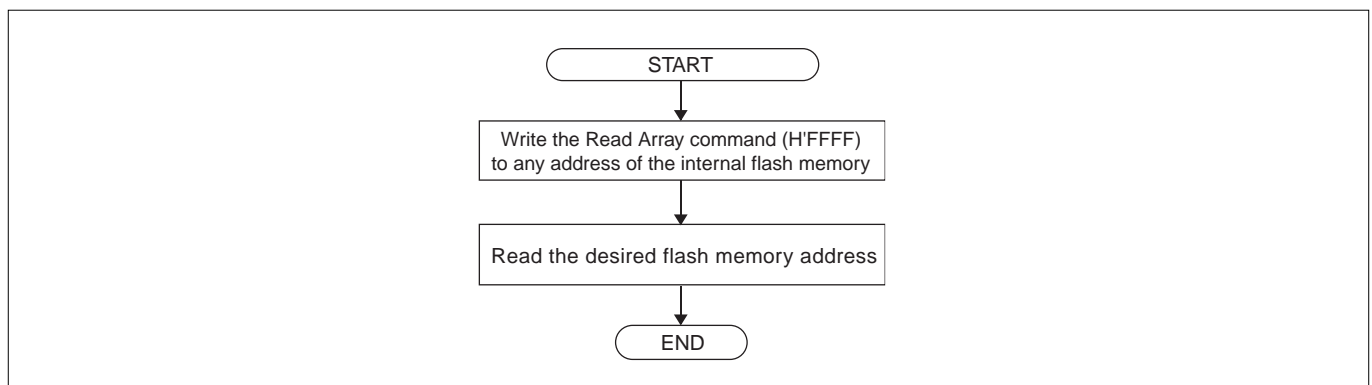 START
Write the Read Array command (H'FFFF)
to any address of the internal flash memory
Read the desired flash memory address
END